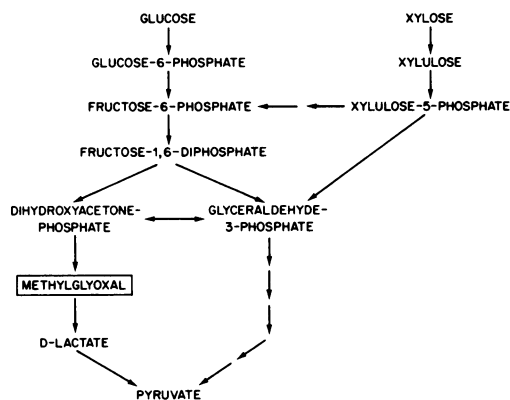 GLUCOSE
XYLOSE
GLUCOSE-6-PHOSPHATE
XYLULOSE
FRUCTOSE-6-PHOSPHATE
XYLULOSE-5-PHOSPHATE
FRUCTOSE-1,6-DIPHOSPHATE
DIHYDROXYACETONE-
PHOSPHATE
GLYCERALDEHYDE-
3-PHOSPHATE
METHYLGLYOXAL
D-LACTATE
PYRUVATE